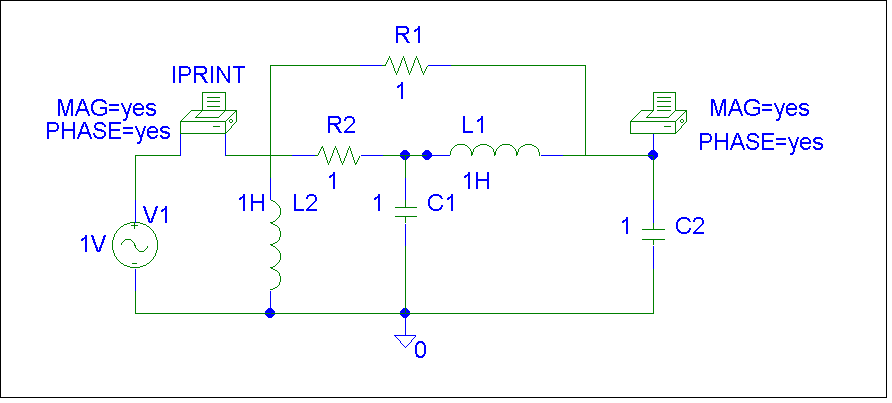 R1
IPRINT
1
MAG=yes
MAG=yes
PHASE=yes
R2
L1
PHASE=yes
1
1H
1H
L2
1
C1
V1
1V
1
C2
0